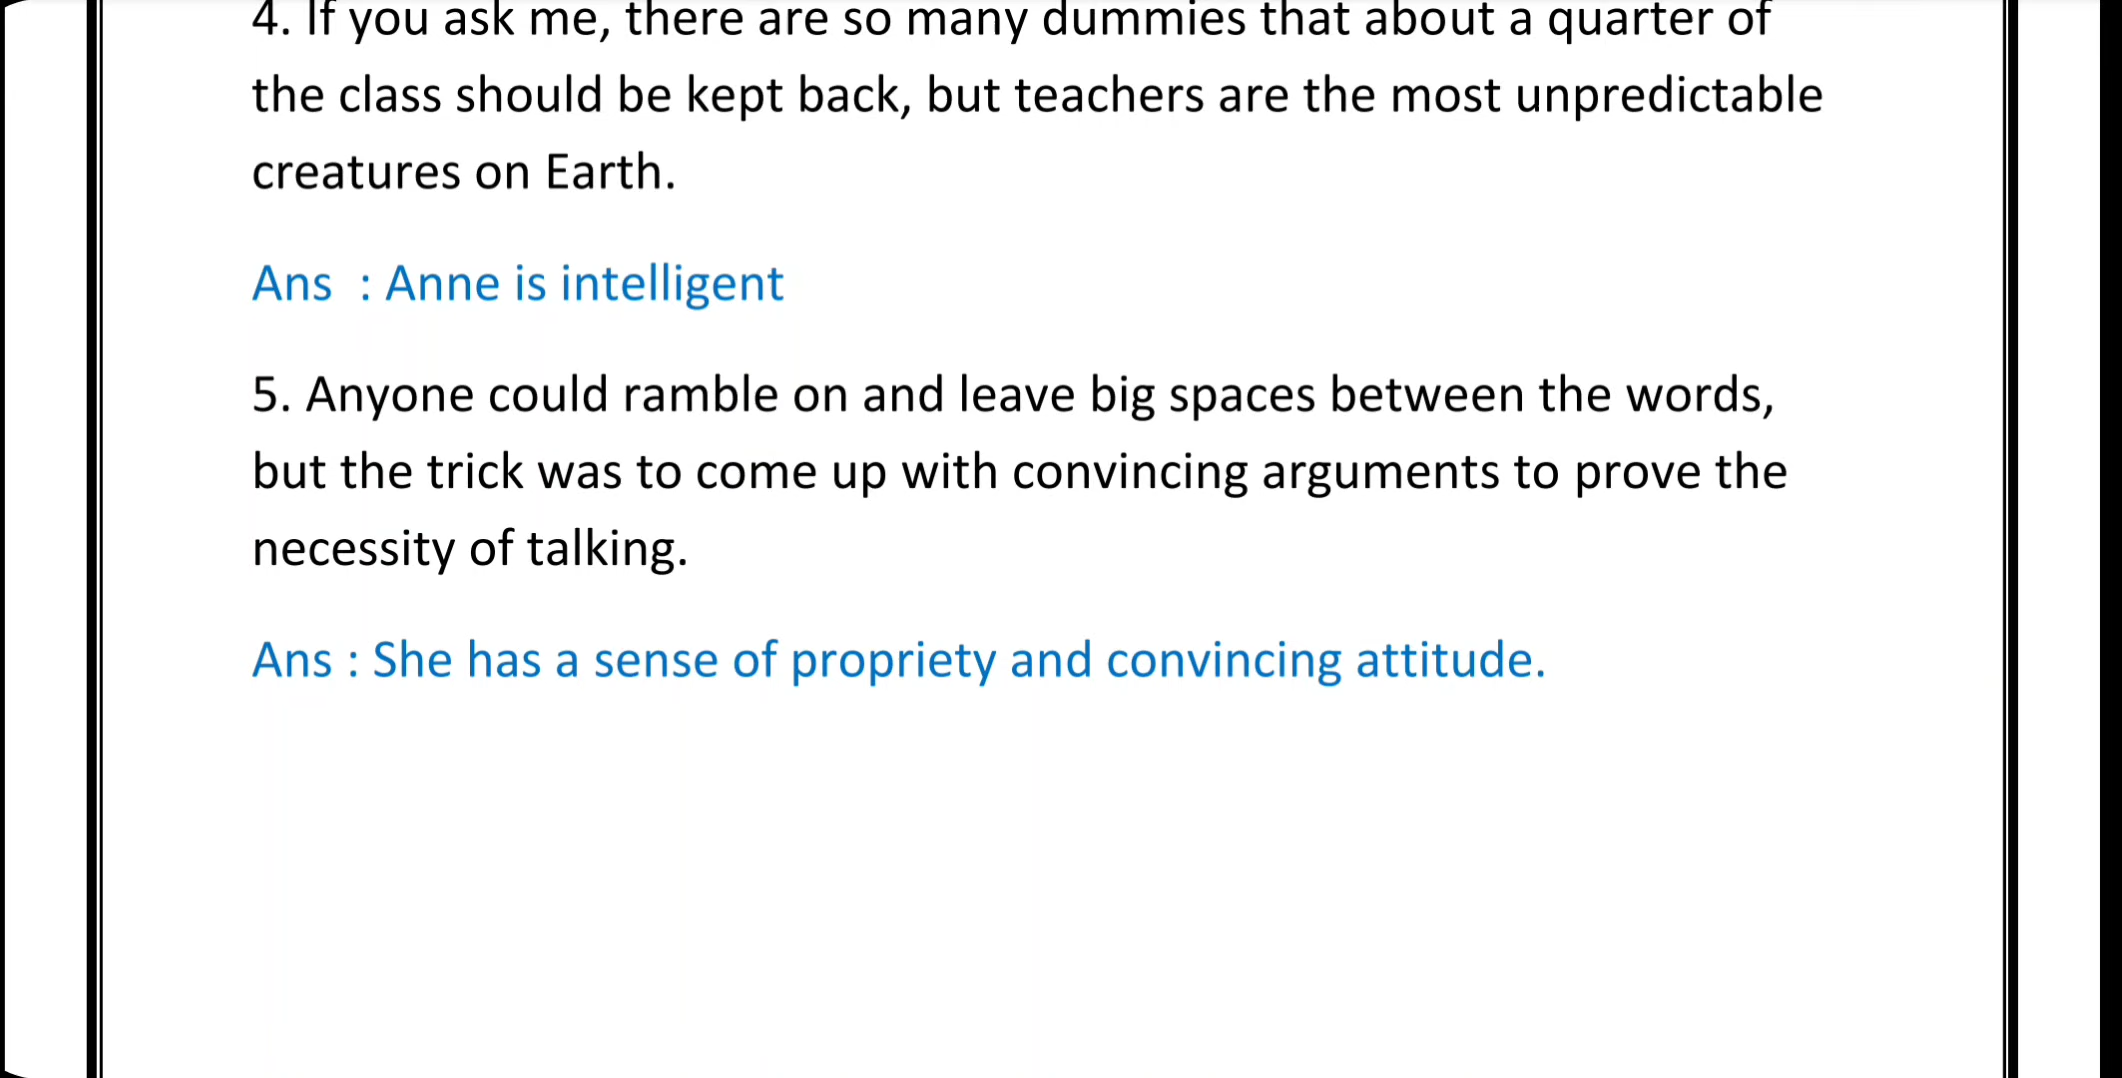 4. If you ask me, there are so many dummies that about a quarter of
the class should be kept back, but teachers are the most unpredictable
creatures on Earth.
Ans : Anne is intelligent
5. Anyone could ramble on and leave big spaces between the words,
but the trick was to come up with convincing arguments to prove the
necessity of talking.
Ans : She has a sense of propriety and convincing attitude.